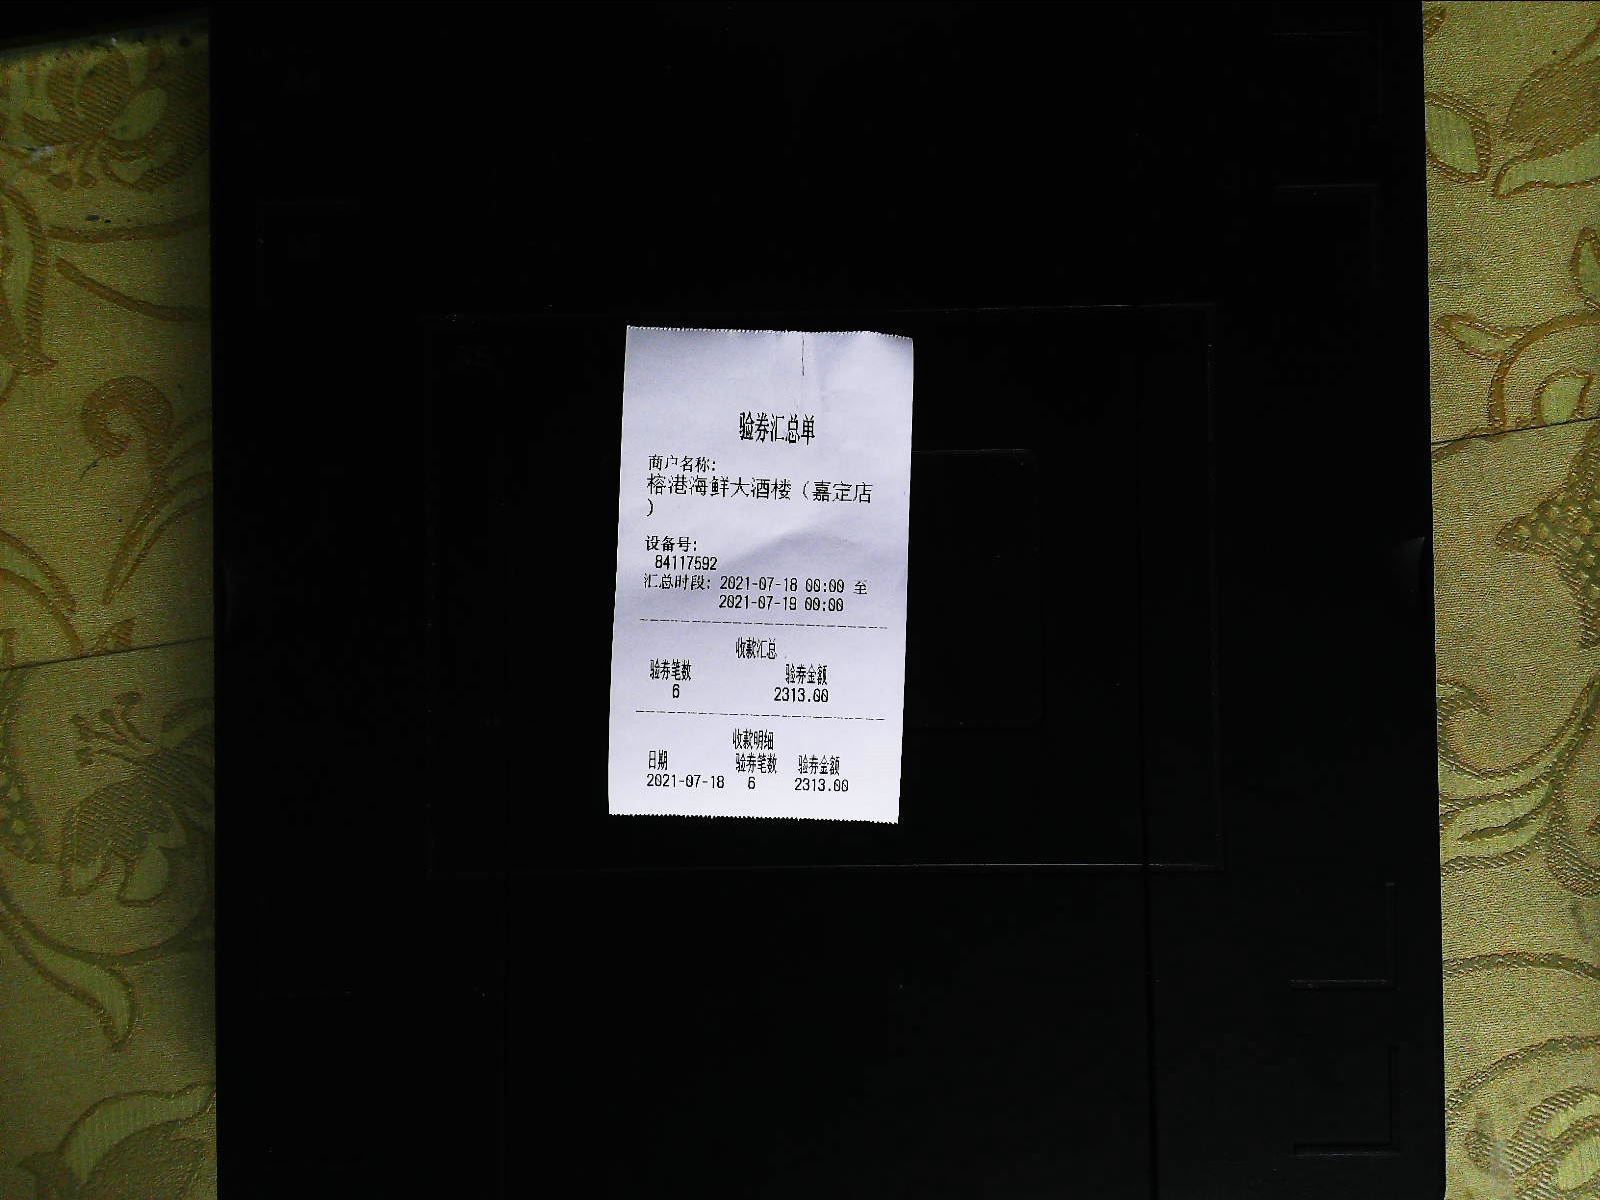 验券汇总单
商户名称:
榕港海鲜大酒楼（嘉定店
）
设备号:
84117592
汇总时段: 2021-07-18 00:00 至
2021-07-19 00:00
收款汇总
验券笔数 验券金额
6 2313.00
收款明细
日期 验券笔数 验券金额
2021-07-18 6 2313.00